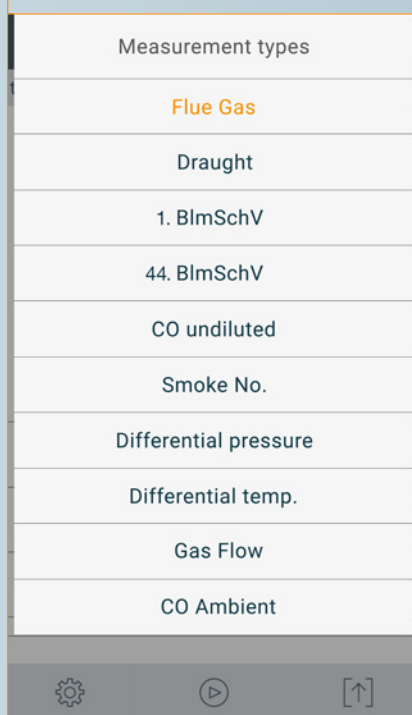 Measurement types
Flue Gas
Draught
1. BImSchV
44. BImSchV
CO undiluted
Smoke No.
Differential pressure
Differential temp.
Gas Flow
CO Ambient